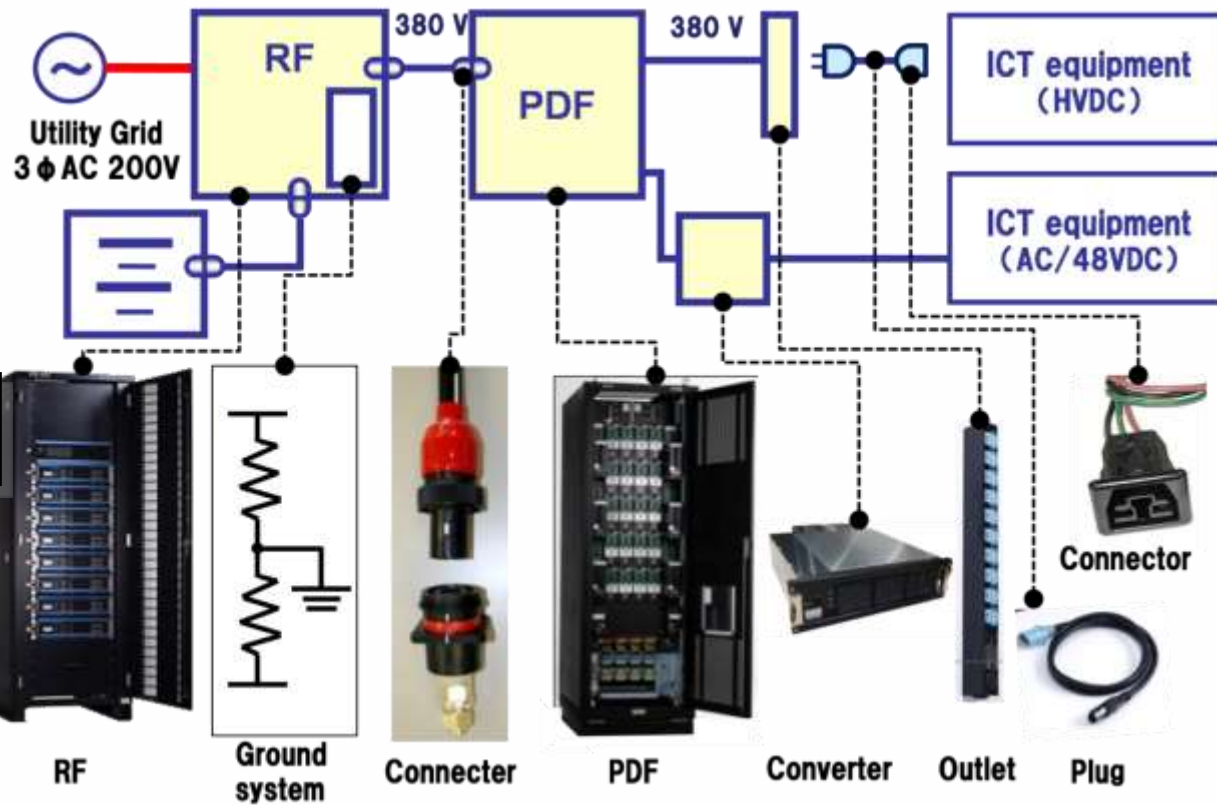 RF
380 V
PDF
380 V
ICT equipment
(HVDC)
Utility Grid
3 φ AC 200V
ICT equipment
(AC/48VDC)
Connector
RF
Ground
system
Connecter
PDF
Converter
Outlet
Plug